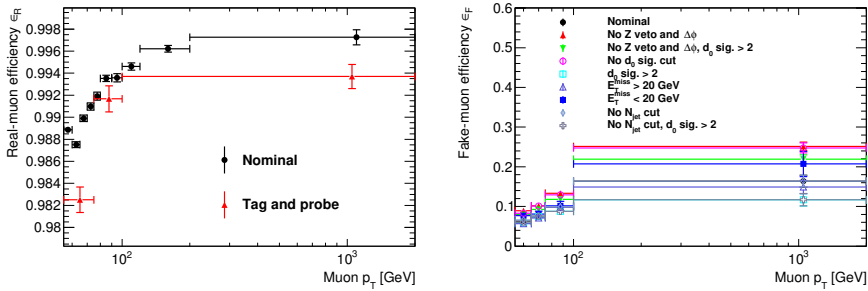 Real-muon efficiency ε_R
0.998
0.996
0.994
0.992
0.99
0.988
0.986
0.984
0.982
0.98
Nominal
Tag and probe
10²
10³
Muon p_T [GeV]
Fake-muon efficiency ε_F
0.6
0.5
0.4
0.3
0.2
0.1
0
Nominal
No Z veto and Δϕ
No Z veto and Δϕ, d₀ sig. > 2
No d₀ sig. cut
d₀ sig. > 2
E_T^miss > 20 GeV
E_T^miss < 20 GeV
No N_jet cut
No N_jet cut, d₀ sig. > 2
10²
10³
Muon p_T [GeV]